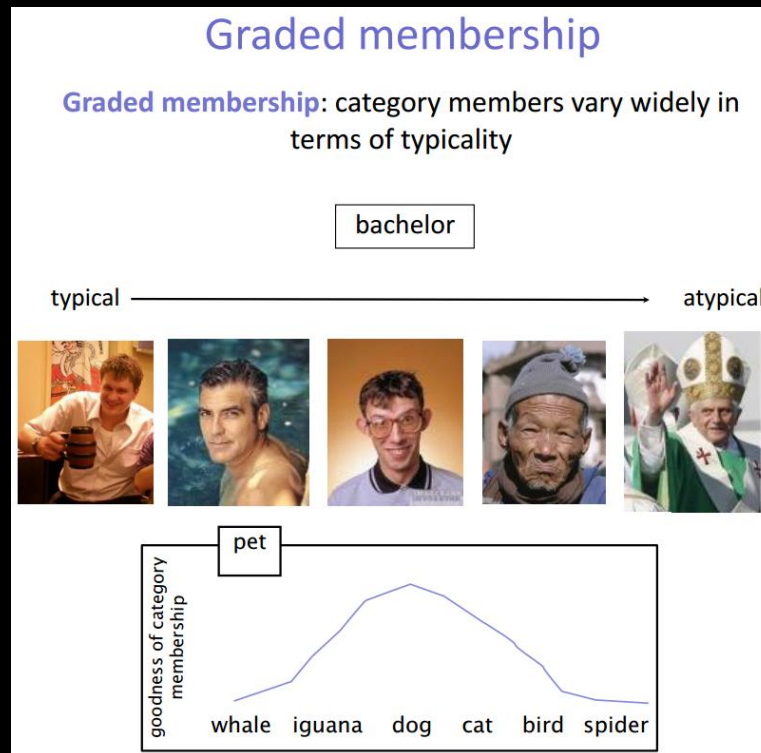 Graded membership
Graded membership: category members vary widely in
terms of typicality
bachelor
typical
atypical
pet
goodness of category
membership
whale iguana dog cat bird spider